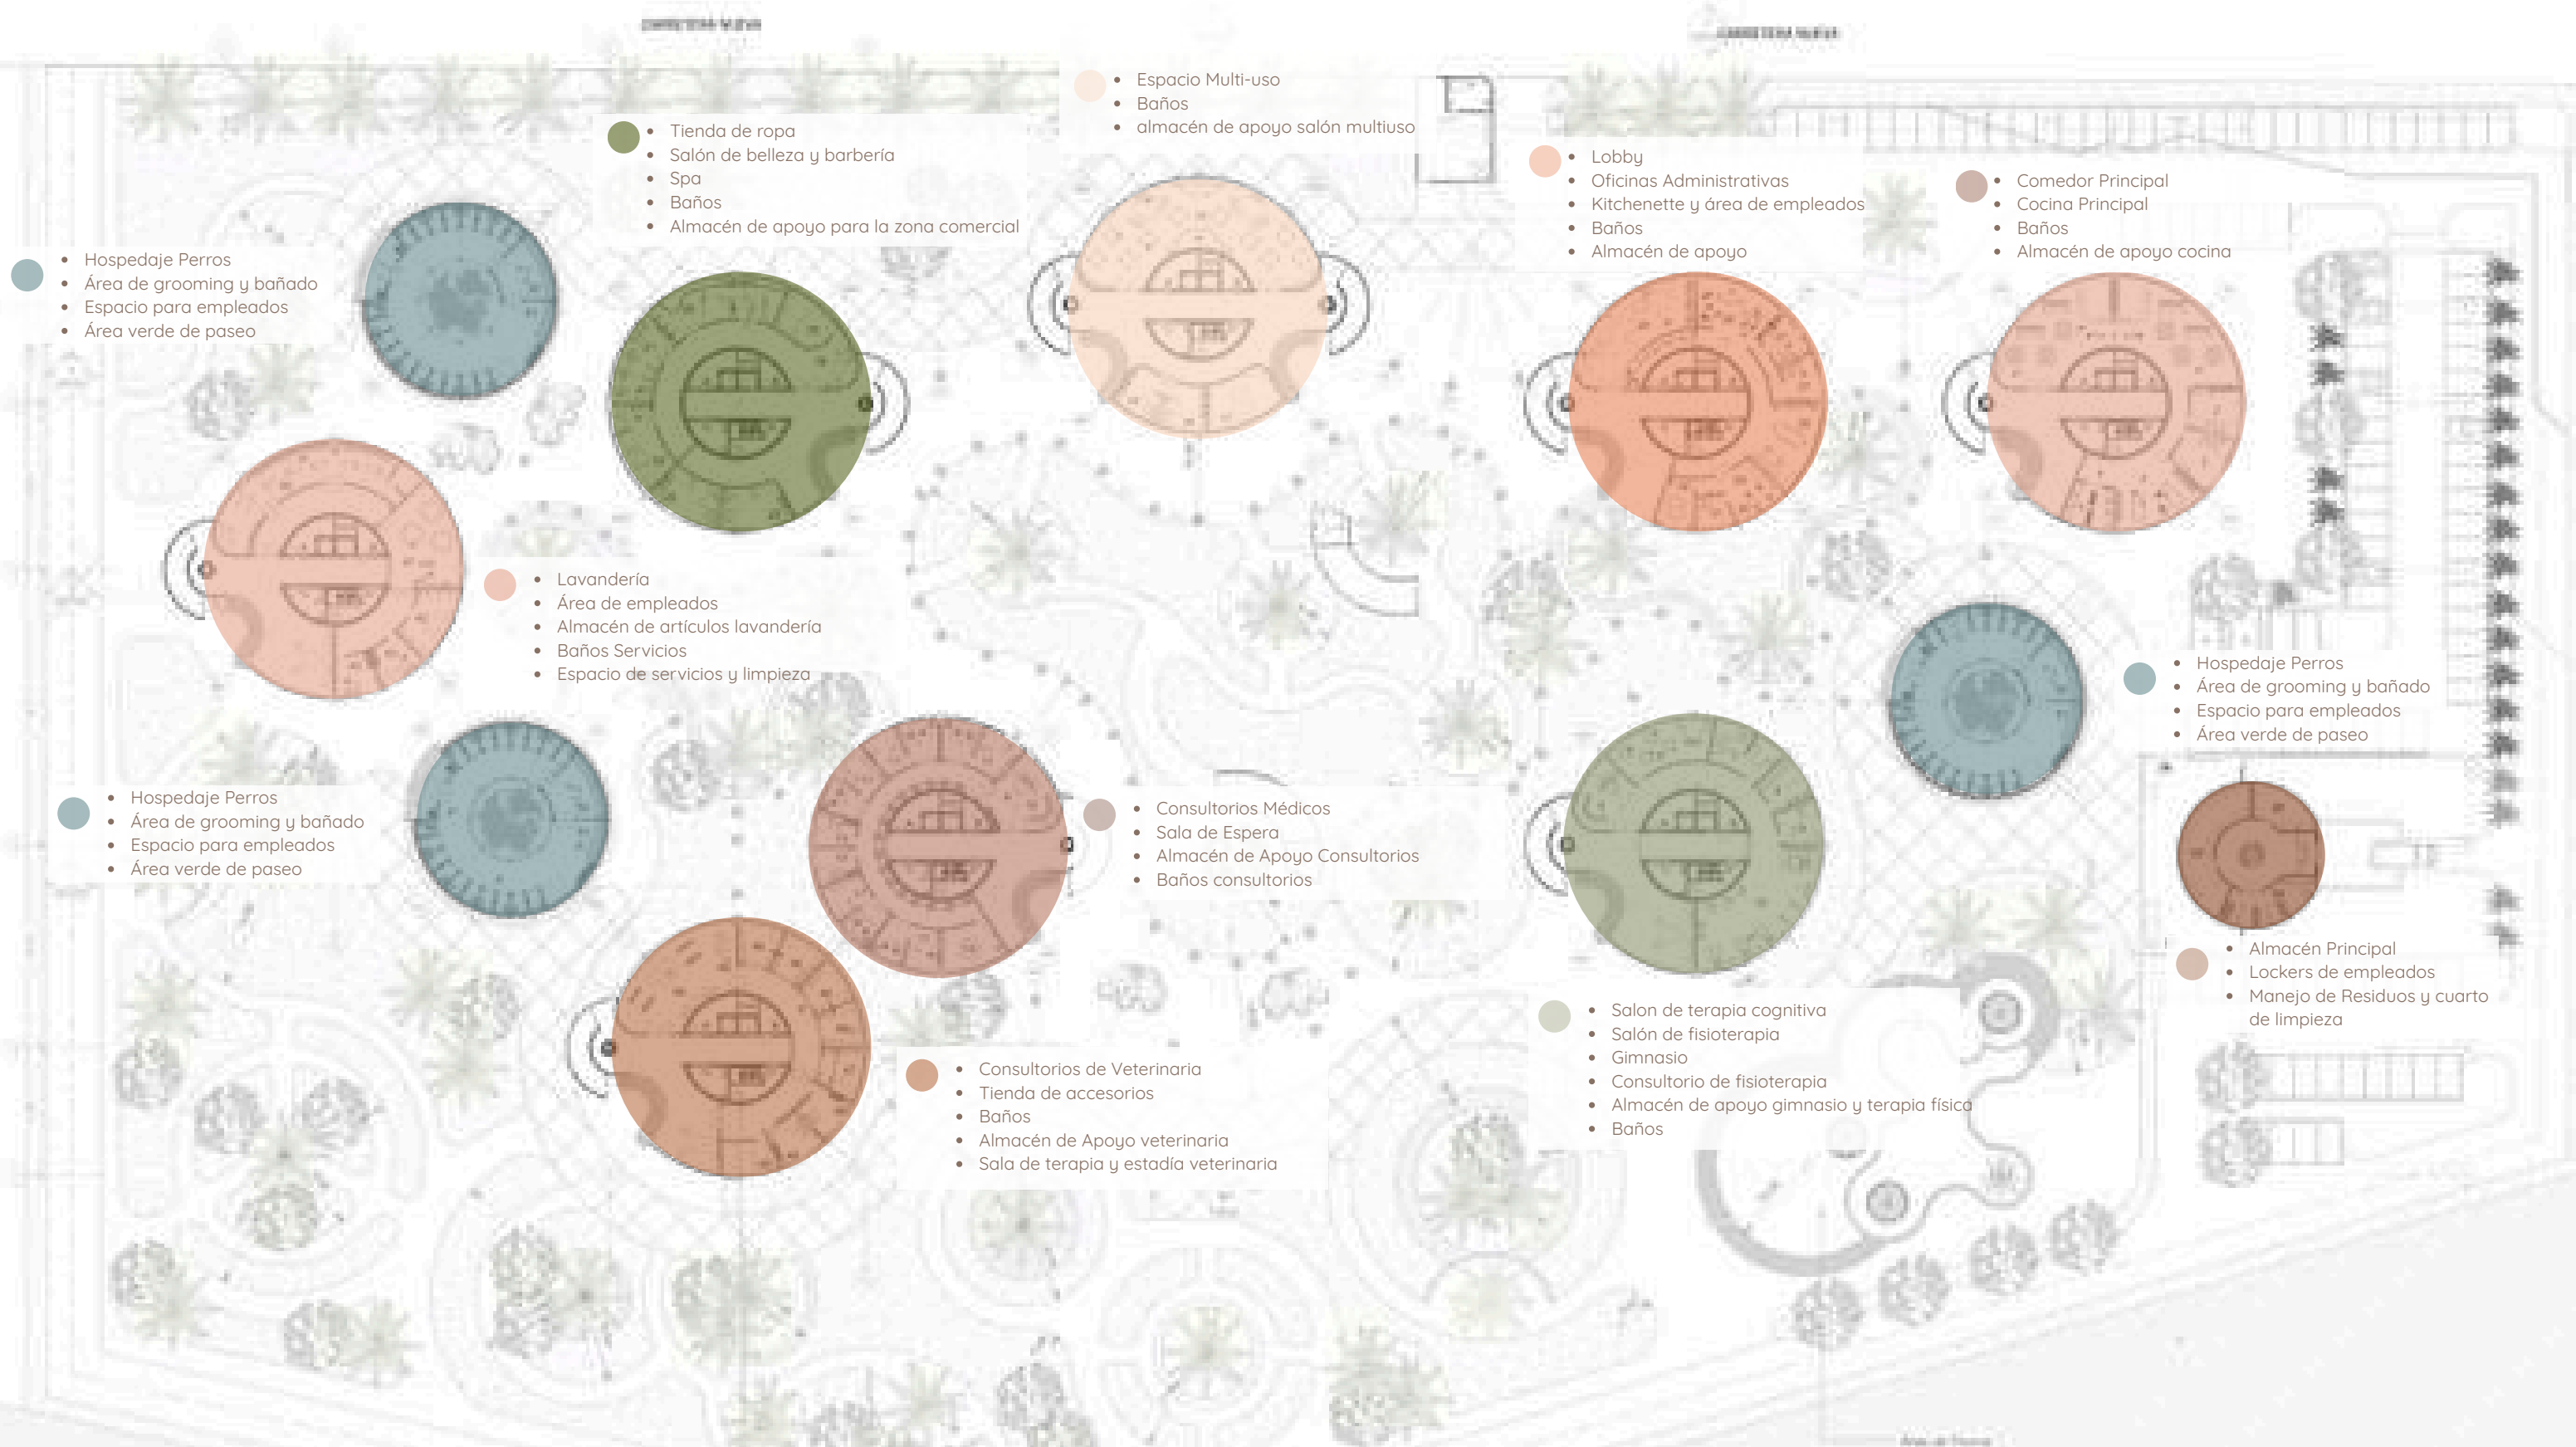 CARRETERA NUEVA
CARRETERA NUEVA
• Espacio Multi-uso
• Baños
• almacén de apoyo salón multiuso
• Tienda de ropa
• Salón de belleza y barbería
• Spa
• Baños
• Almacén de apoyo para la zona comercial
• Lobby
• Oficinas Administrativas
• Kitchenette y área de empleados
• Baños
• Almacén de apoyo
• Comedor Principal
• Cocina Principal
• Baños
• Almacén de apoyo cocina
• Hospedaje Perros
• Área de grooming y bañado
• Espacio para empleados
• Área verde de paseo
• Lavandería
• Área de empleados
• Almacén de artículos lavandería
• Baños Servicios
• Espacio de servicios y limpieza
• Hospedaje Perros
• Área de grooming y bañado
• Espacio para empleados
• Área verde de paseo
• Hospedaje Perros
• Área de grooming y bañado
• Espacio para empleados
• Área verde de paseo
• Consultorios Médicos
• Sala de Espera
• Almacén de Apoyo Consultorios
• Baños consultorios
• Almacén Principal
• Lockers de empleados
• Manejo de Residuos y cuarto
de limpieza
• Salon de terapia cognitiva
• Salón de fisioterapia
• Gimnasio
• Consultorio de fisioterapia
• Almacén de apoyo gimnasio y terapia física
• Baños
• Consultorios de Veterinaria
• Tienda de accesorios
• Baños
• Almacén de Apoyo veterinaria
• Sala de terapia y estadía veterinaria